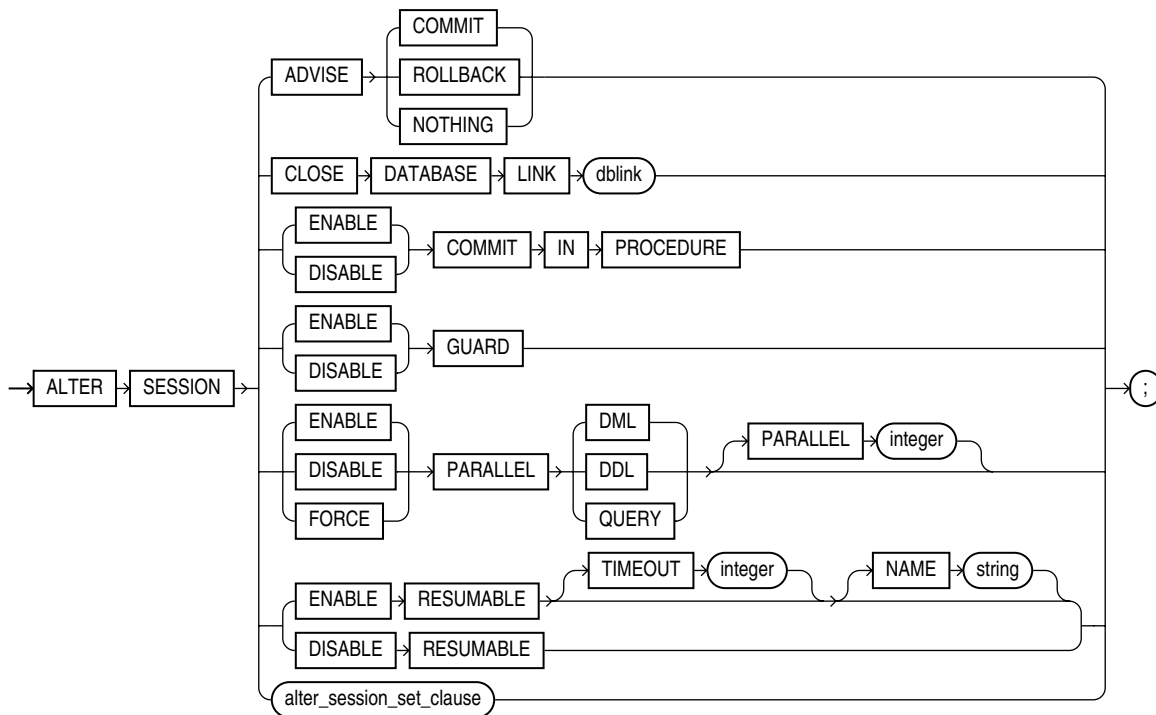 COMMIT
ADVISE ROLLBACK
NOTHING
CLOSE DATABASE LINK dblink
ENABLE
COMMIT IN PROCEDURE
DISABLE
ENABLE
GUARD
DISABLE
ALTER SESSION ;
ENABLE DML PARALLEL integer
DISABLE PARALLEL DDL
FORCE QUERY
TIMEOUT integer NAME string
ENABLE RESUMABLE
DISABLE RESUMABLE
alter_session_set_clause